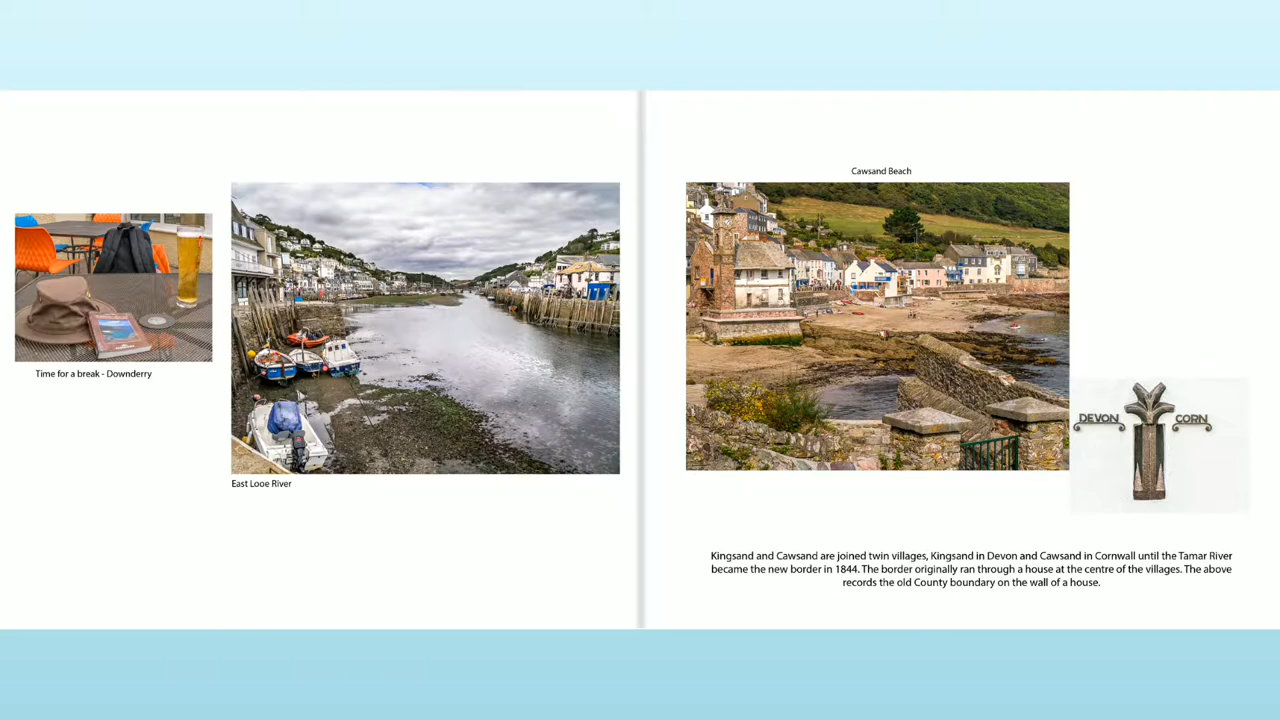 Time for a break - Downderry
East Looe River
Cawsand Beach
DEVON CORN
Kingsand and Cawsand are joined twin villages, Kingsand in Devon and Cawsand in Cornwall until the Tamar River
became the new border in 1844. The border originally ran through a house at the centre of the villages. The above
records the old County boundary on the wall of a house.